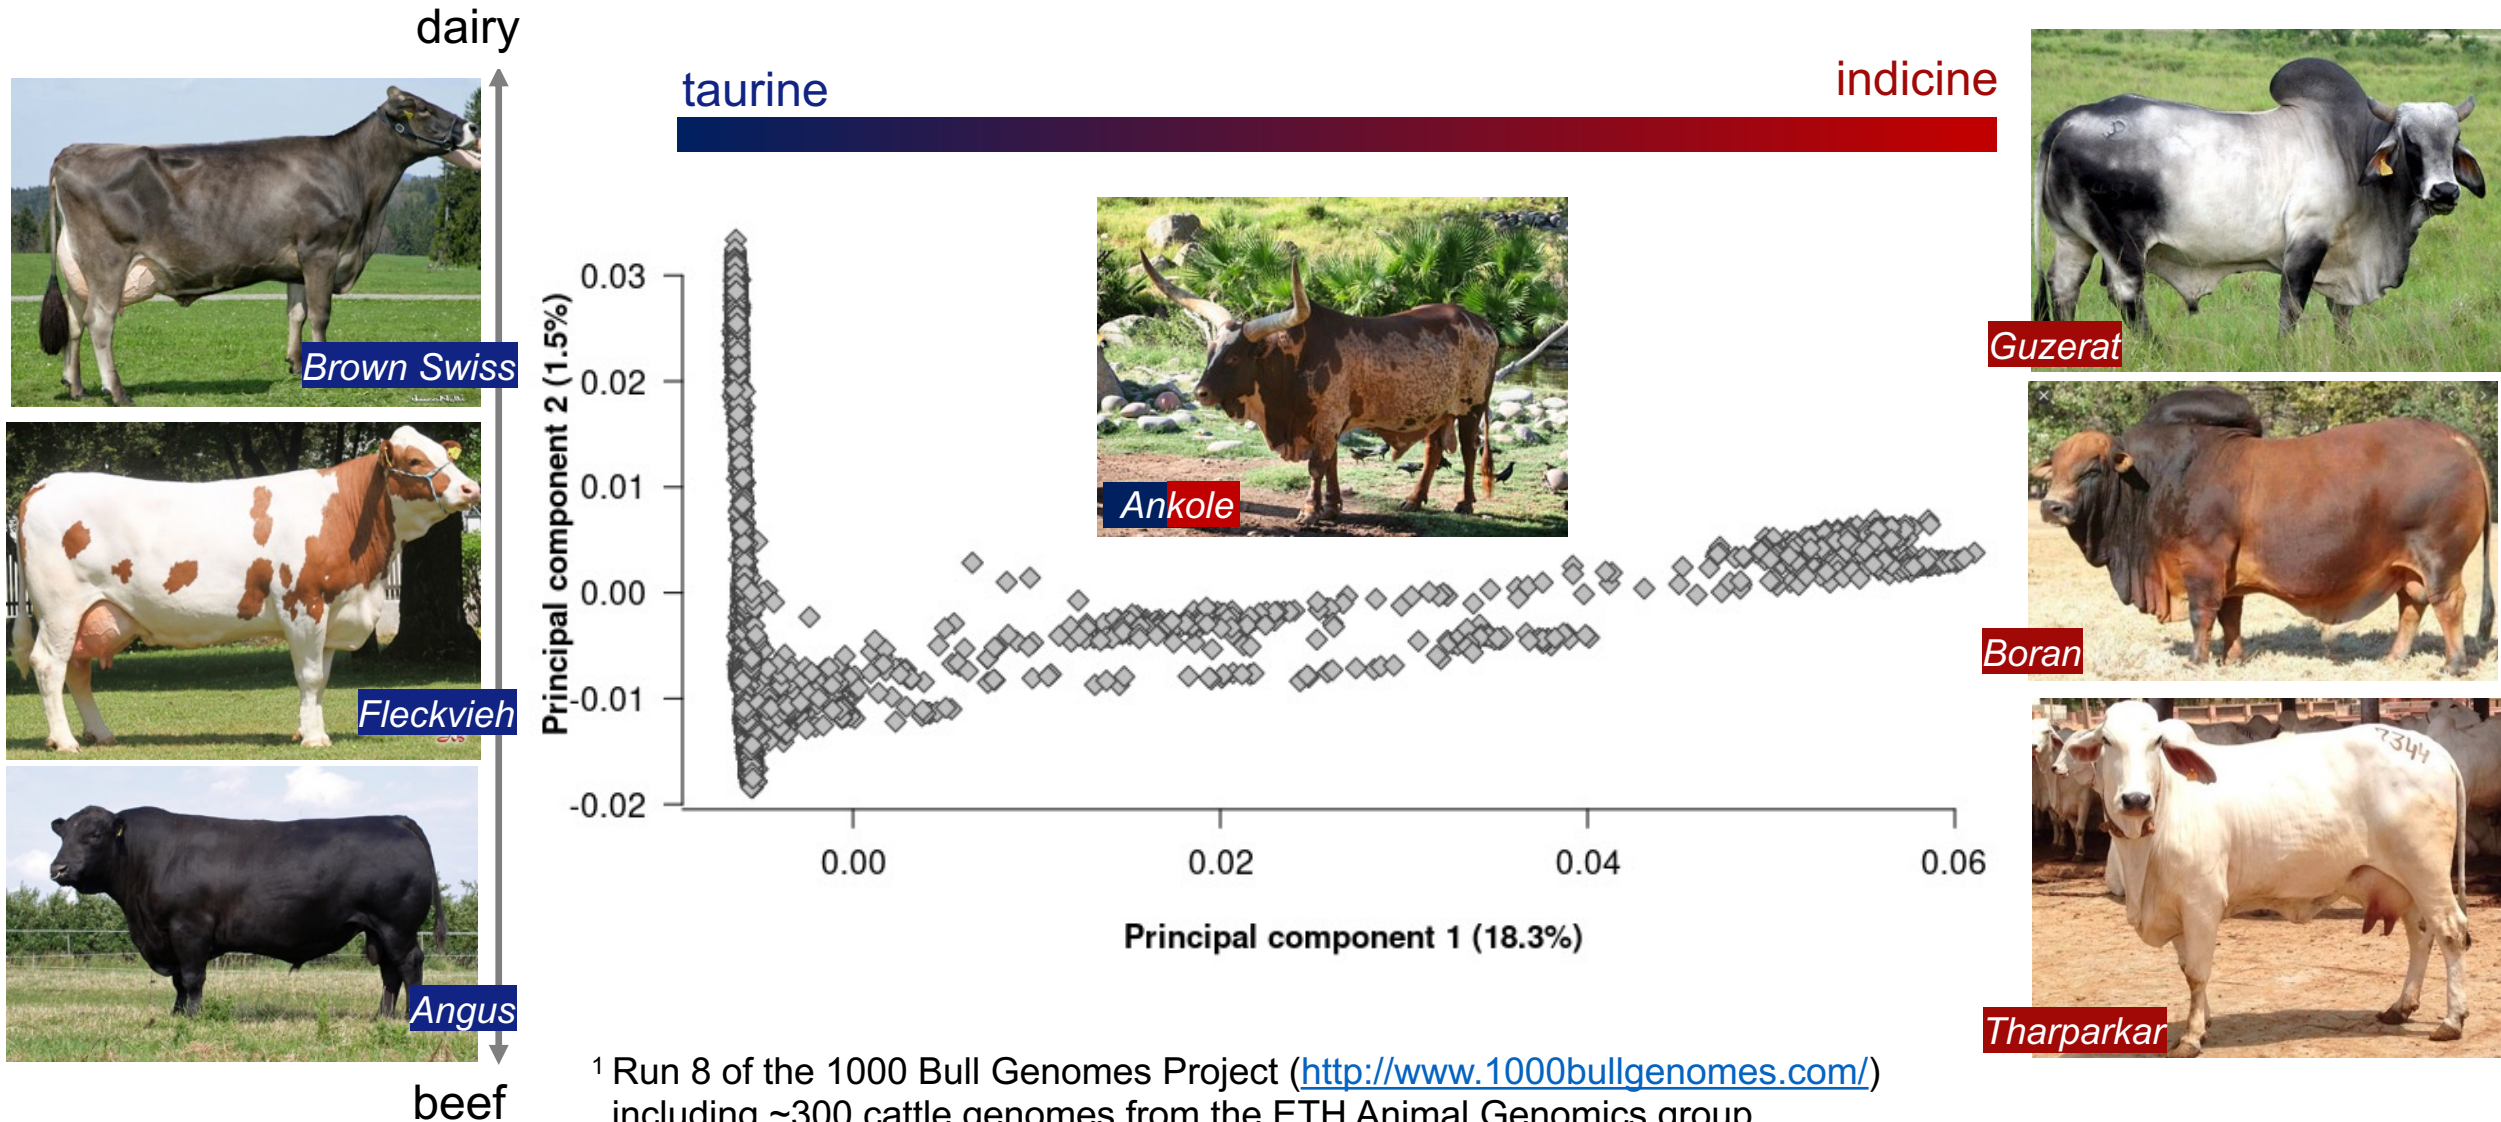 dairy
taurine
indicine
Brown Swiss
Fleckvieh
Angus
beef
Principal component 2 (1.5%)
0.03
0.02
0.01
0.00
-0.01
-0.02
0.00
0.02
0.04
0.06
Principal component 1 (18.3%)
Ankole
Guzerat
Boran
Tharparkar
7344
1 Run 8 of the 1000 Bull Genomes Project (http://www.1000bullgenomes.com/)
including ~300 cattle genomes from the ETH Animal Genomics group